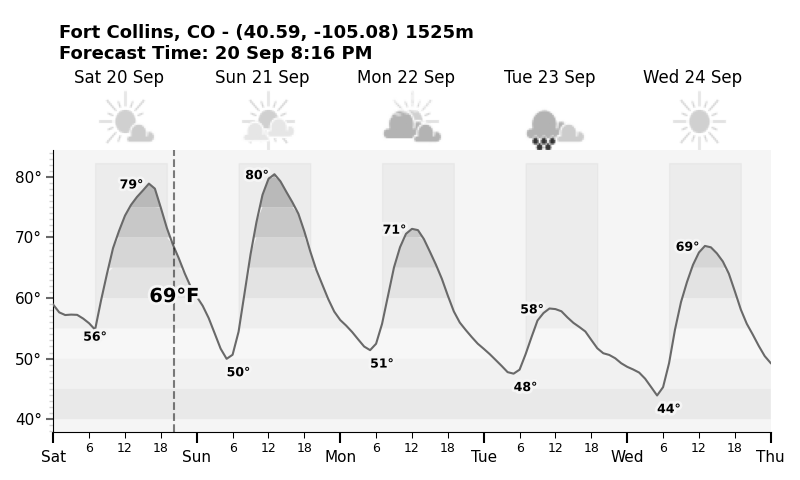 Fort Collins, CO - (40.59, -105.08) 1525m
Forecast Time: 20 Sep 8:16 PM
Sat 20 Sep Sun 21 Sep Mon 22 Sep Tue 23 Sep Wed 24 Sep
80°
79° 80°
70°
71° 69°
60°
69°F 58°
56°
50°
50° 51° 48°
44°
40°
6 12 18 6 12 18 6 12 18 6 12 18 6 12 18
Sat Sun Mon Tue Wed Thu